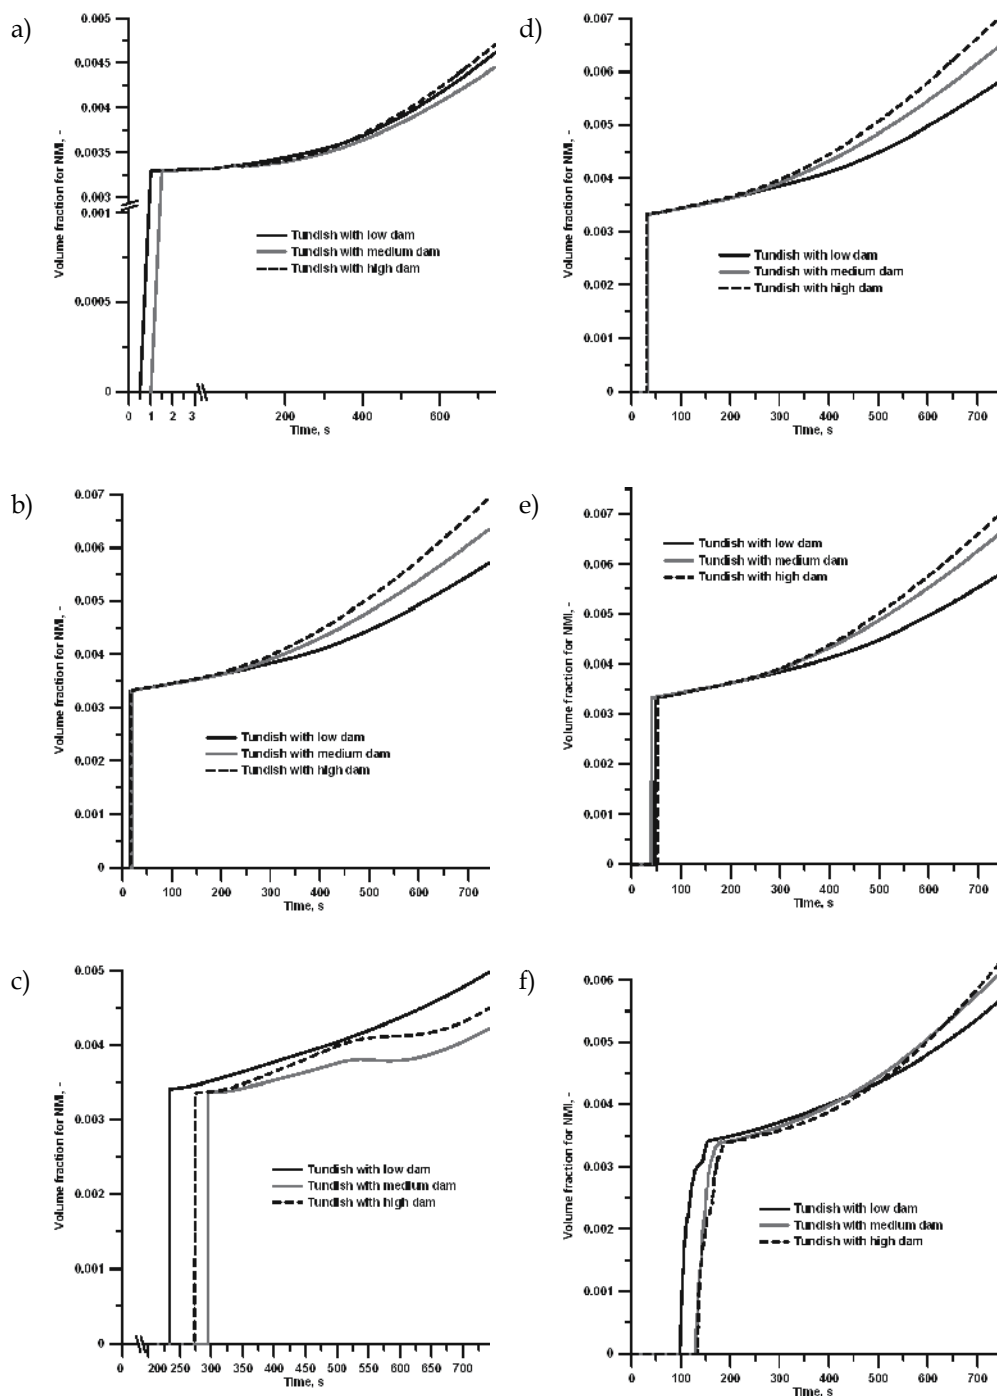 a)
0.005
0.0045
0.004
0.0035
0.003
0.001
0.0005
0
Volume fraction for NMI, -
Tundish with low dam
Tundish with medium dam
Tundish with high dam
0 1 2 3 200 400 600
Time, s
d)
0.007
0.006
0.005
0.004
0.003
0.002
0.001
0
Volume fraction for NMI, -
Tundish with low dam
Tundish with medium dam
Tundish with high dam
0 100 200 300 400 500 600 700
Time, s
b)
0.007
0.006
0.005
0.004
0.003
0.002
0.001
0
Volume fraction for NMI, -
Tundish with low dam
Tundish with medium dam
Tundish with high dam
0 100 200 300 400 500 600 700
Time, s
e)
0.007
0.006
0.005
0.004
0.003
0.002
0.001
0
Volume fraction for NMI, -
Tundish with low dam
Tundish with medium dam
Tundish with high dam
0 100 200 300 400 500 600 700
Time, s
c)
0.005
0.004
0.003
0.002
0.001
0
Volume fraction for NMI, -
Tundish with low dam
Tundish with medium dam
Tundish with high dam
0 200 250 300 400 450 500 550 600 650 700
Time, s
f)
0.006
0.005
0.004
0.003
0.002
0.001
0
Volume fraction for NMI, -
Tundish with low dam
Tundish with medium dam
Tundish with high dam
0 100 200 300 400 500 600 700
Time, s